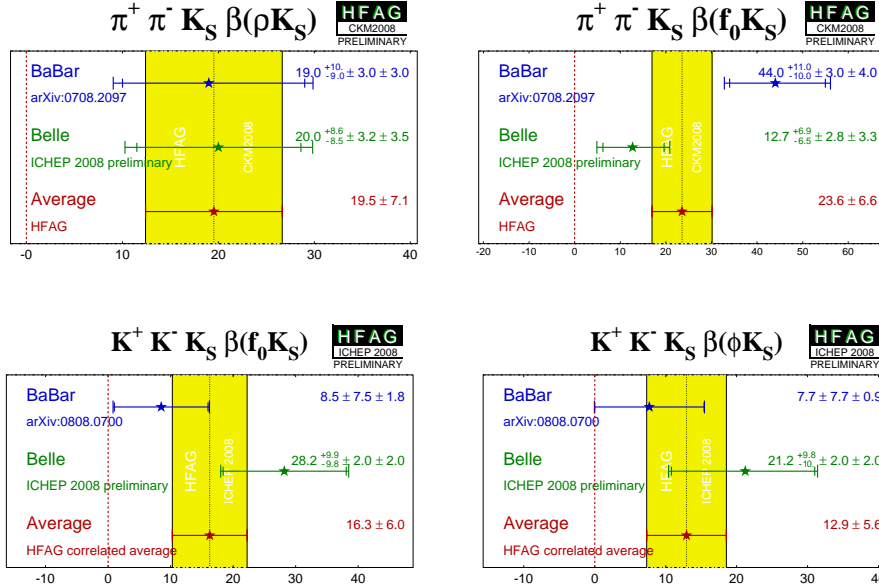 π+ π- KS β(ρKS)
HFAG
CKM2008
PRELIMINARY
BaBar
19.0 +10. -9.0 ± 3.0 ± 3.0
arXiv:0708.2097
Belle
20.0 +8.6 -8.5 ± 3.2 ± 3.5
ICHEP 2008 preliminary
HFAG
CKM2008
Average
19.5 ± 7.1
HFAG
-0 10 20 30 40
π+ π- KS β(f0KS)
HFAG
CKM2008
PRELIMINARY
BaBar
44.0 +11.0 -10.0 ± 3.0 ± 4.0
arXiv:0708.2097
Belle
12.7 +6.9 -6.5 ± 2.8 ± 3.3
ICHEP 2008 preliminary
HFAG
CKM2008
Average
23.6 ± 6.6
HFAG
-20 -10 0 10 20 30 40 50 60
K+ K- KS β(f0KS)
HFAG
ICHEP 2008
PRELIMINARY
BaBar
8.5 ± 7.5 ± 1.8
arXiv:0808.0700
Belle
28.2 +9.9 -9.8 ± 2.0 ± 2.0
ICHEP 2008 preliminary
HFAG
ICHEP 2008
Average
16.3 ± 6.0
HFAG correlated average
-10 0 10 20 30 40
K+ K- KS β(ϕKS)
HFAG
ICHEP 2008
PRELIMINARY
BaBar
7.7 ± 7.7 ± 0.9
arXiv:0808.0700
Belle
21.2 +9.8 -10. ± 2.0 ± 2.0
ICHEP 2008 preliminary
HFAG
ICHEP 2008
Average
12.9 ± 5.6
HFAG correlated average
-10 0 10 20 30